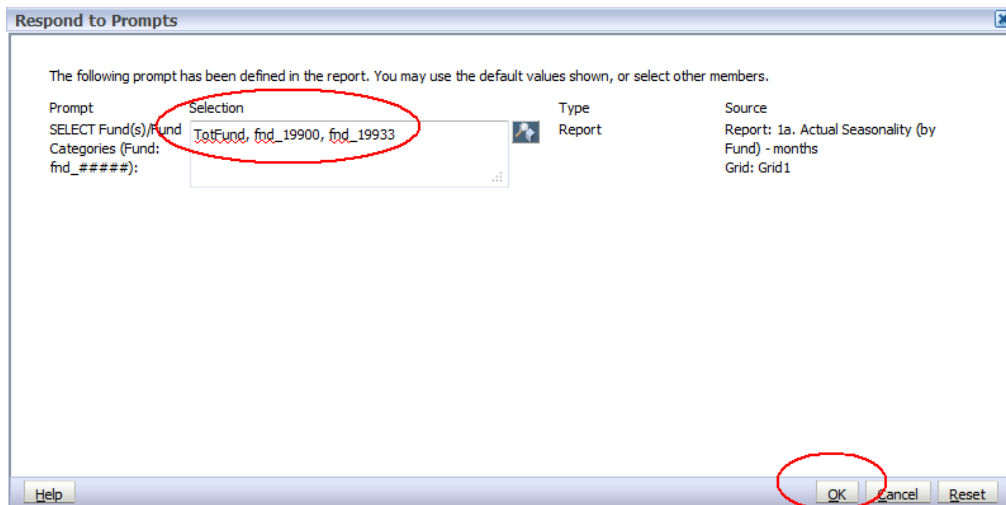 Respond to Prompts
The following prompt has been defined in the report. You may use the default values shown, or select other members.
Prompt Selection Type Source
SELECT Fund(s)/Fund TotFund, fnd_19900, fnd_19933 Report Report: 1a. Actual Seasonality (by
Categories (Fund: Fund) - months
fnd_#####): Grid: Grid1
Help OK Cancel Reset